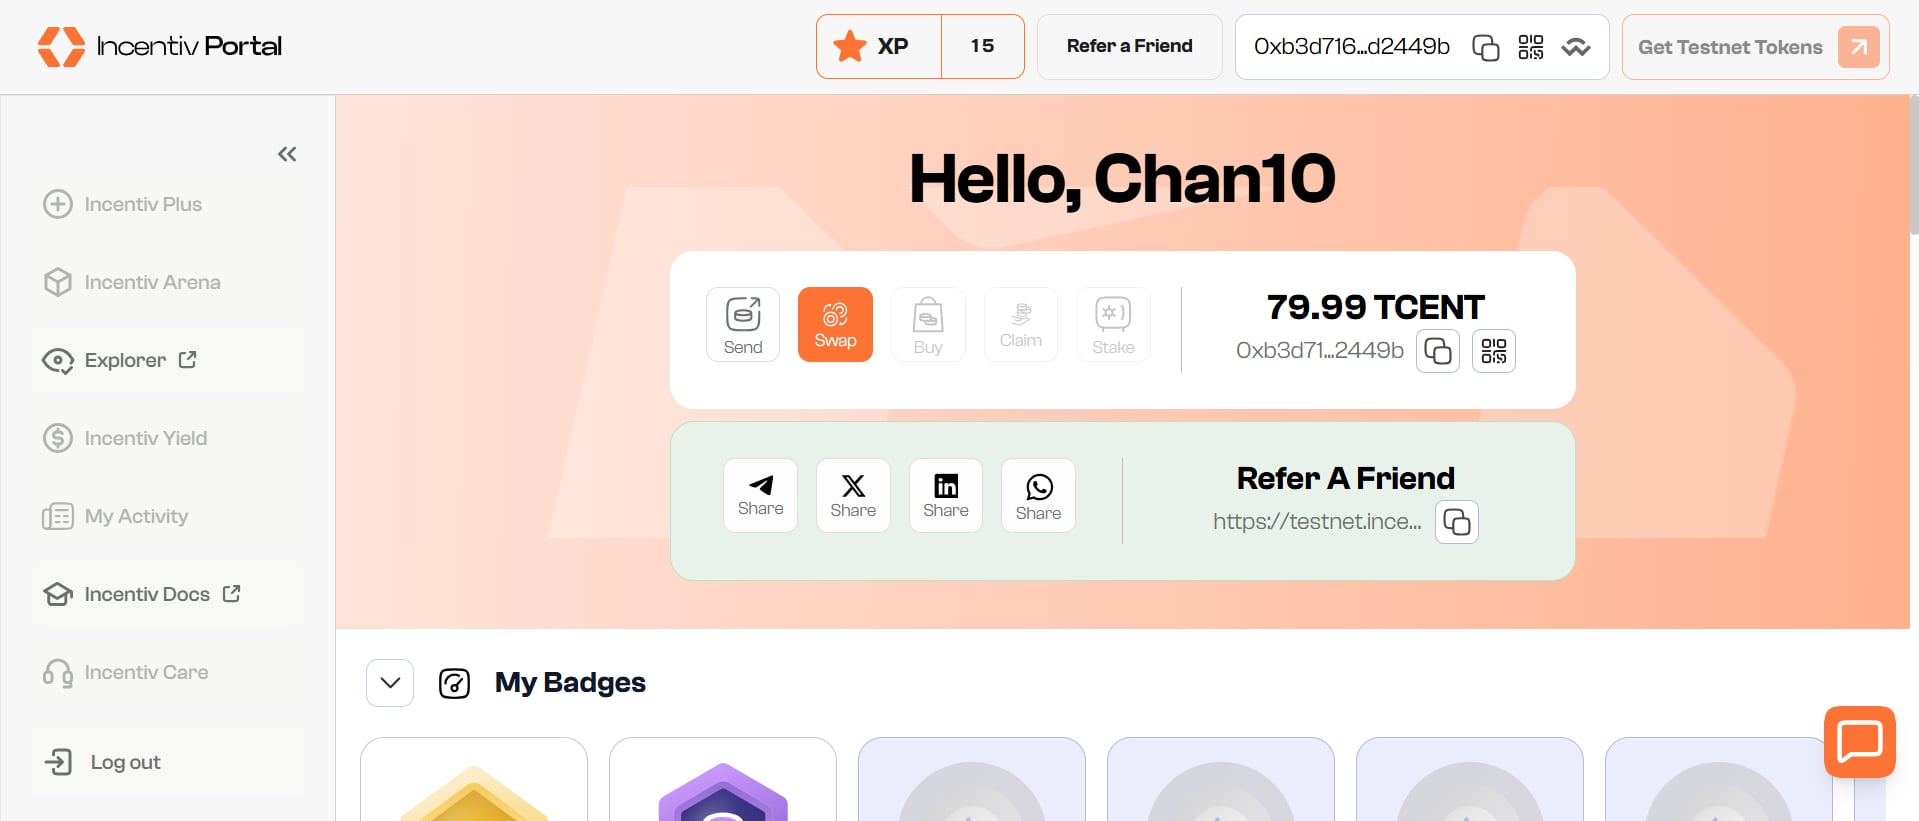 Incentiv Portal
XP
15
Refer a Friend
0xb3d716...d2449b
Get Testnet Tokens
Incentiv Plus
Incentiv Arena
Explorer
Incentiv Yield
My Activity
Incentiv Docs
Incentiv Care
Log out
Hello, Chan10
Send
Swap
Buy
Claim
Stake
79.99 TCENT
0xb3d71...2449b
Share
Share
Share
Share
Refer A Friend
https://testnet.ince...
My Badges